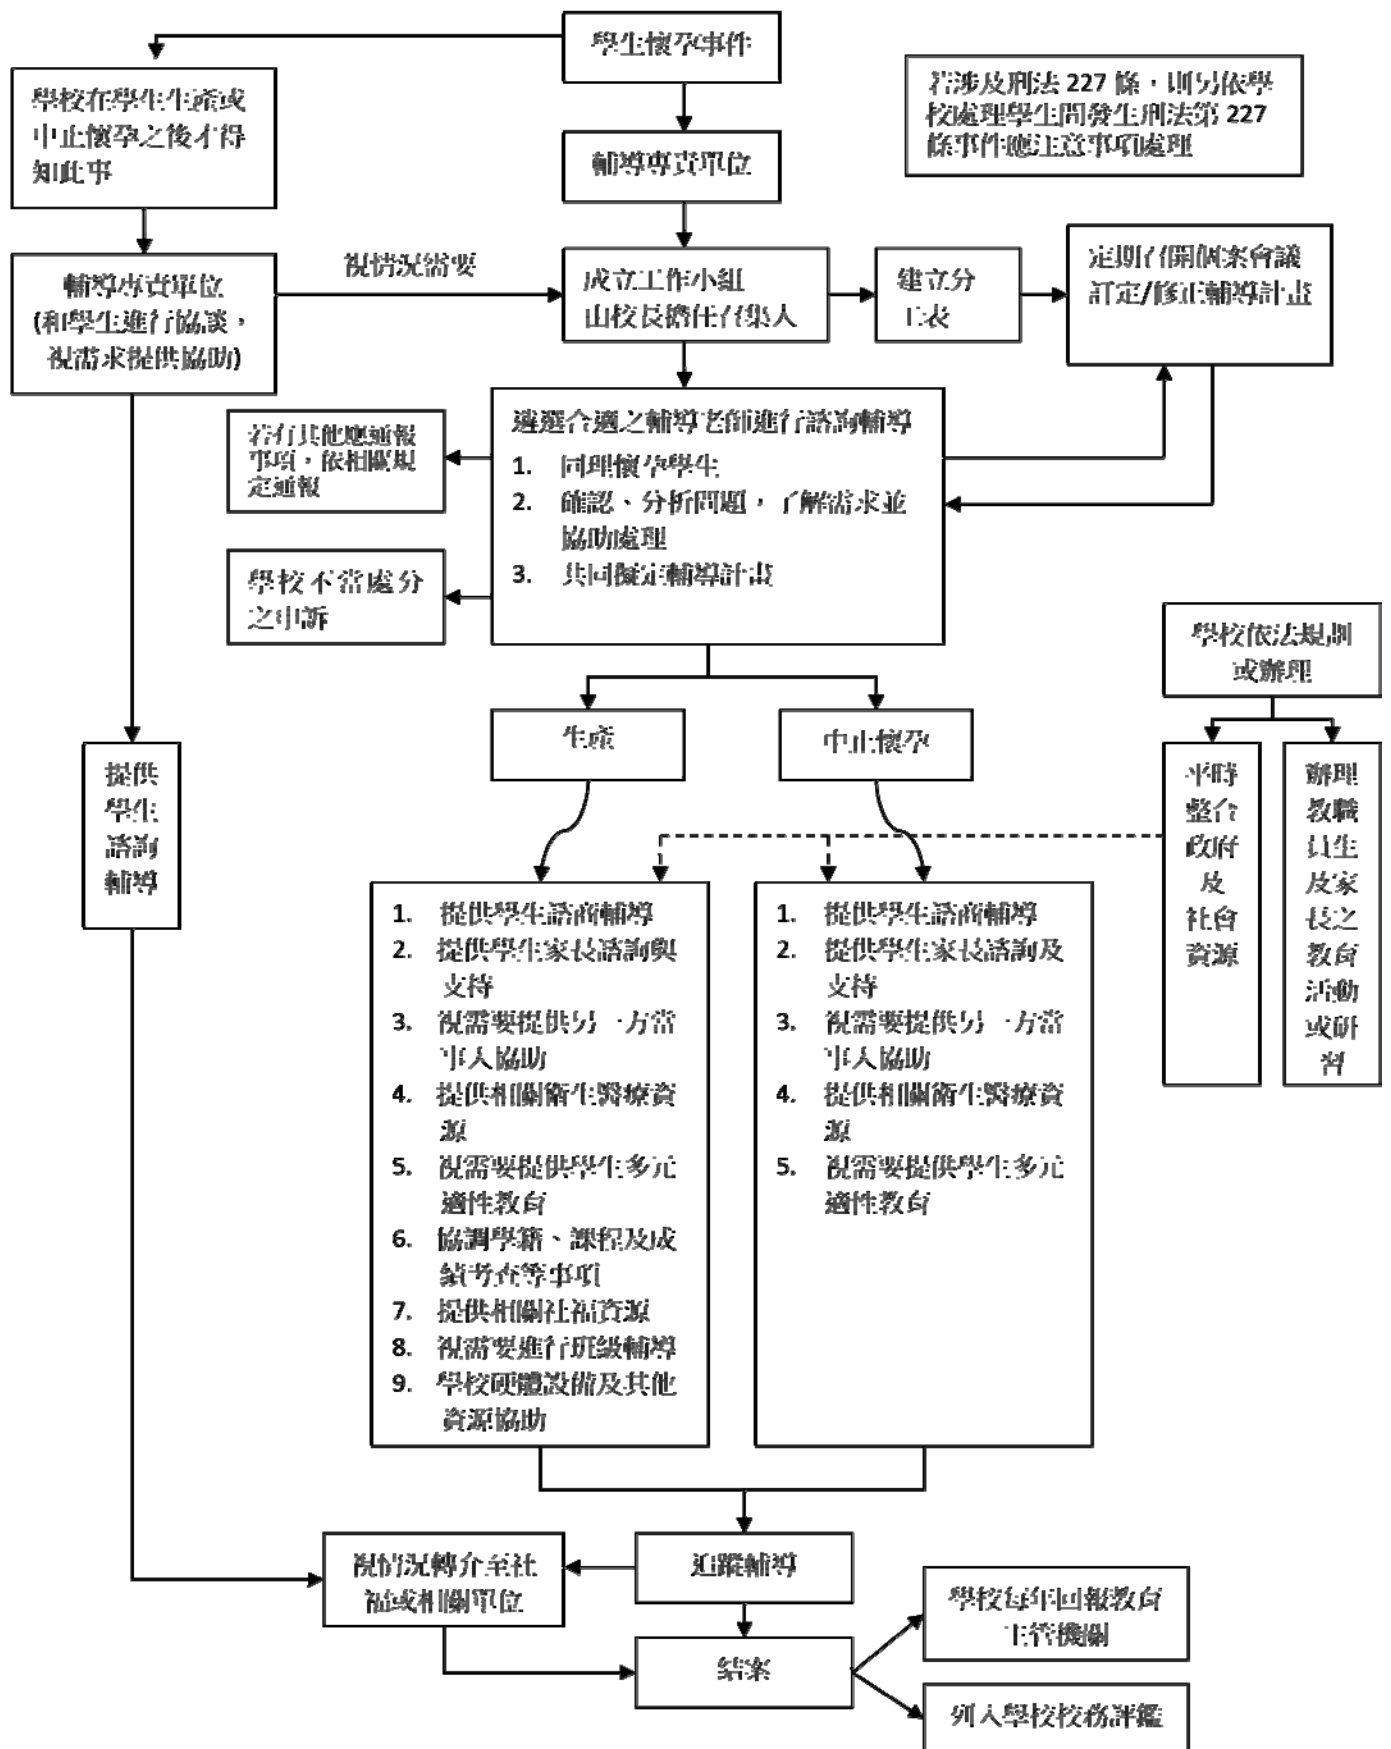 學生懷孕事件
學校在學生生產或
中止懷孕之後才得
知此事
若涉及刑法 227 條，則另依學
校處理學生間發生刑法第 227
條事件應注意事項處理
輔導專責單位
輔導專責單位
(和學生進行協談，
視需求提供協助)
視情況需要
成立工作小組
由校長擔任召集人
建立分
工表
定期召開個案會議
訂定/修正輔導計畫
遴選合適之輔導老師進行諮詢輔導
1. 同理懷孕學生
2. 確認、分析問題，了解需求並
協助處理
3. 共同擬定輔導計畫
若有其他應通報
事項，依相關規
定通報
學校不當處分
之申訴
學校依法規劃
或辦理
生產
中止懷孕
提供
學生
諮詢
輔導
平時
整合
政府
及
社會
資源
辦理
教職
員生
及家
長之
教育
活動
或研
習
1. 提供學生諮商輔導
2. 提供學生家長諮詢與
支持
3. 視需要提供另一方當
事人協助
4. 提供相關衛生醫療資
源
5. 視需要提供學生多元
適性教育
6. 協調學籍、課程及成
績考查等事項
7. 提供相關社福資源
8. 視需要進行班級輔導
9. 學校硬體設備及其他
資源協助
1. 提供學生諮商輔導
2. 提供學生家長諮詢及
支持
3. 視需要提供另一方當
事人協助
4. 提供相關衛生醫療資
源
5. 視需要提供學生多元
適性教育
視情況轉介至社
福或相關單位
追蹤輔導
結案
學校每年回報教育
主管機關
列入學校校務評鑑